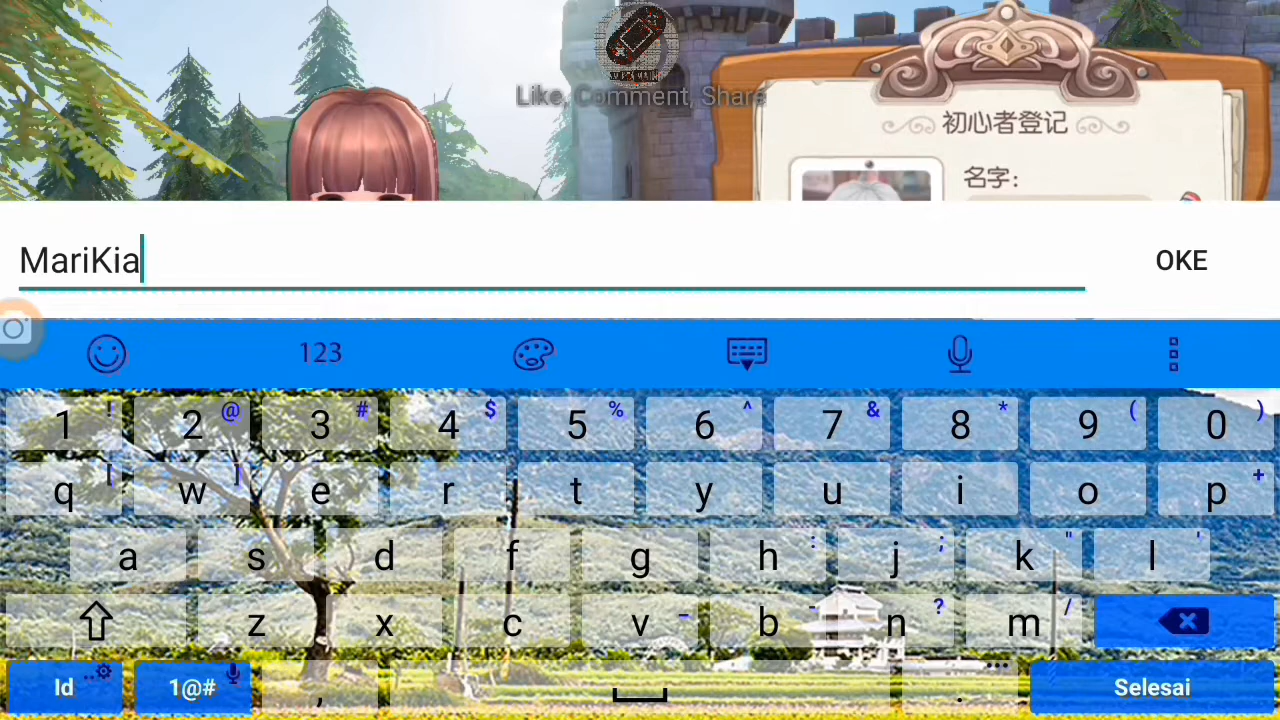 Like, Comment, Share
初心者登记
名字:
MariKia
OKE
123
1 ! 2 @ 3 # 4 $ 5 % 6 ^ 7 & 8 * 9 ( 0 )
q [ w ] e r t y u i o p +
a s d f g h : j ; k " l '
z x c v _ b - n ? m /
Id 1@# , . ... Selesai